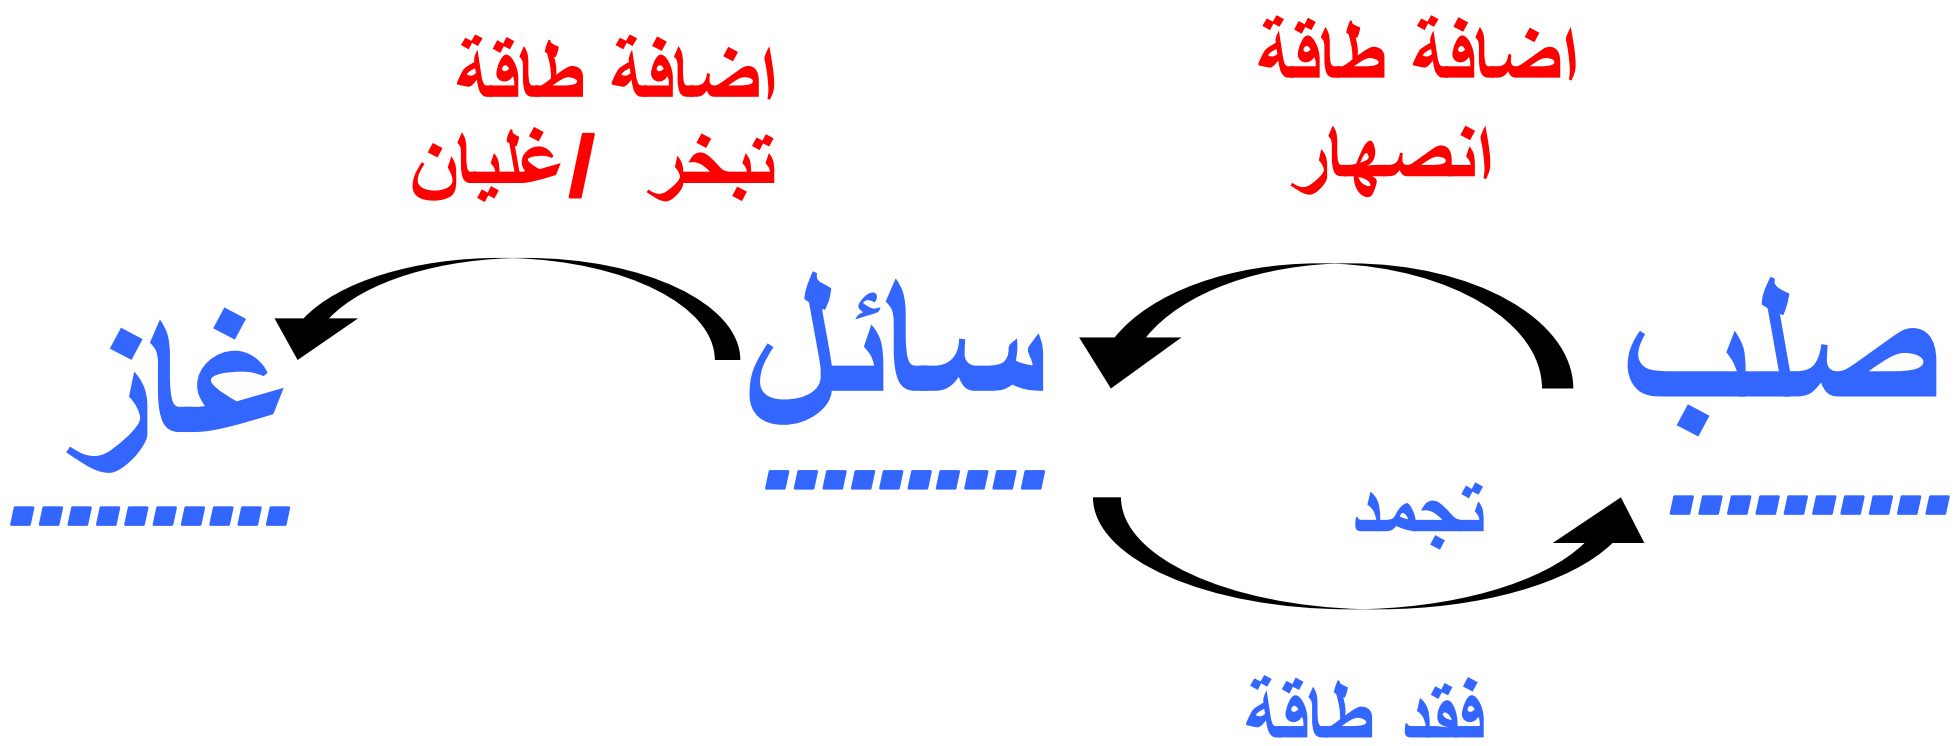 اضافة طاقة
انصهار
اضافة طاقة
تبخر /غليان
صلب
سائل
غاز
----------
----------
----------
تجمد
فقد طاقة